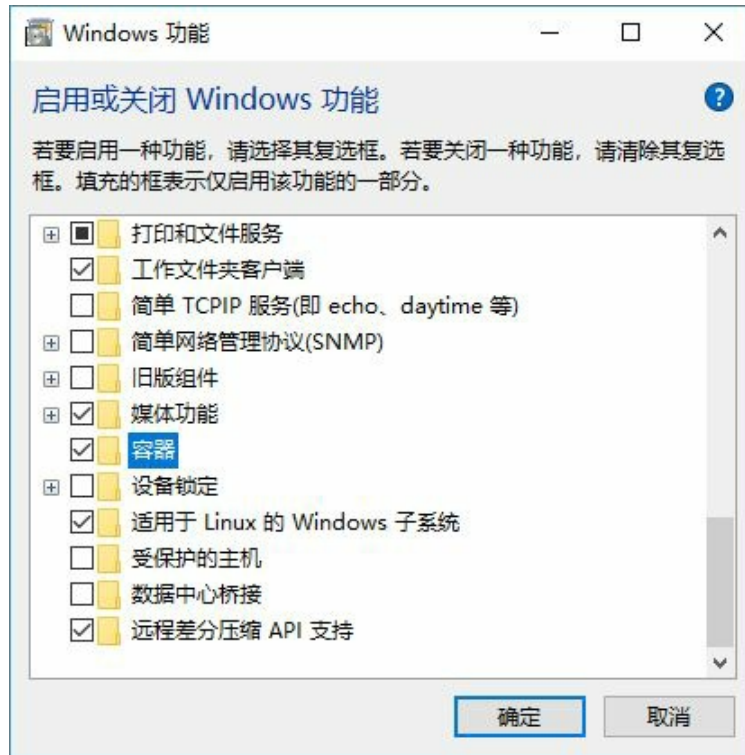 Windows 功能
启用或关闭 Windows 功能
若要启用一种功能，请选择其复选框。若要关闭一种功能，请清除其复选
框。填充的框表示仅启用该功能的一部分。
打印和文件服务
工作文件夹客户端
简单 TCPIP 服务(即 echo、daytime 等)
简单网络管理协议(SNMP)
旧版组件
媒体功能
容器
设备锁定
适用于 Linux 的 Windows 子系统
受保护的主机
数据中心桥接
远程差分压缩 API 支持
确定 取消